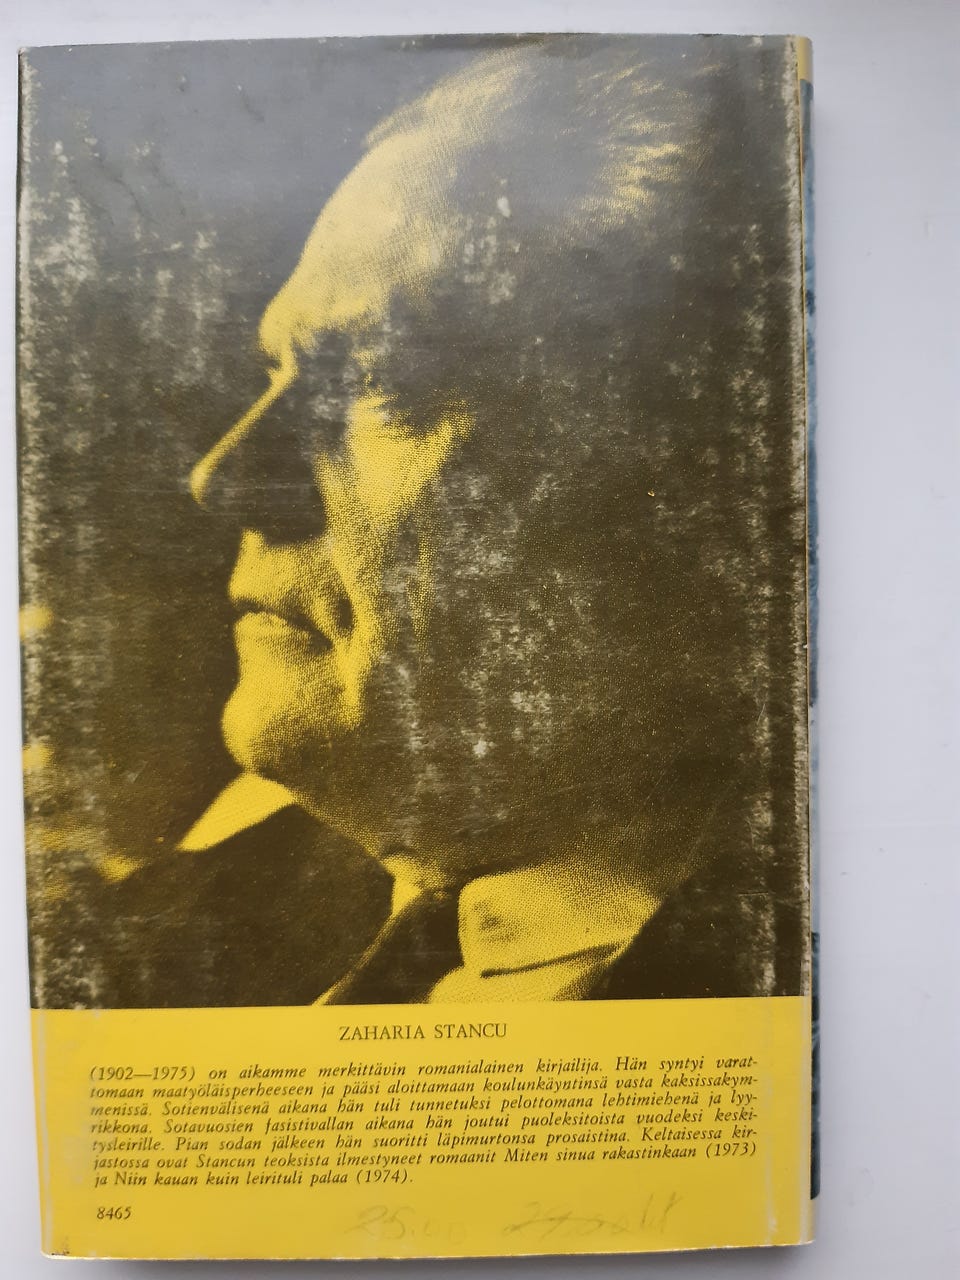 ZAHARIA STANCU
(1902—1975) on aikamme merkittävin romanialainen kirjailija. Hän syntyi varat-
tomaan maatyöläisperheeseen ja pääsi aloittamaan koulunkäyntinsä vasta kaksissakym-
menissä. Sotienvälisenä aikana hän tuli tunnetuksi pelottomana lehtimiehenä ja lyy-
rikkona. Sotavuosien fasistivallan aikana hän joutui puoleksitoista vuodeksi keski-
tysleirille. Pian sodan jälkeen hän suoritti läpimurtonsa prosaistina. Keltaisessa kir-
jastossa ovat Stancun teoksista ilmestyneet romaanit Miten sinua rakastinkaan (1973)
ja Niin kauan kuin leirituli palaa (1974).
8465